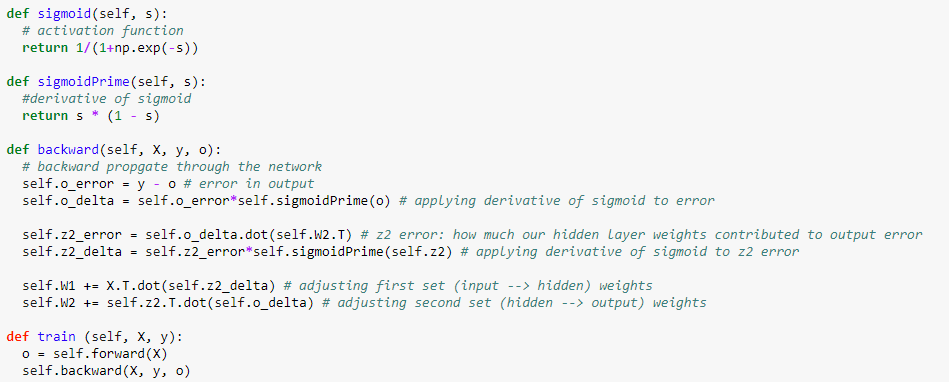 def sigmoid(self, s):
  # activation function
  return 1/(1+np.exp(-s))

def sigmoidPrime(self, s):
  #derivative of sigmoid
  return s * (1 - s)

def backward(self, X, y, o):
  # backward propgate through the network
  self.o_error = y - o # error in output
  self.o_delta = self.o_error*self.sigmoidPrime(o) # applying derivative of sigmoid to error

  self.z2_error = self.o_delta.dot(self.W2.T) # z2 error: how much our hidden layer weights contributed to output error
  self.z2_delta = self.z2_error*self.sigmoidPrime(self.z2) # applying derivative of sigmoid to z2 error

  self.W1 += X.T.dot(self.z2_delta) # adjusting first set (input --> hidden) weights
  self.W2 += self.z2.T.dot(self.o_delta) # adjusting second set (hidden --> output) weights

def train (self, X, y):
  o = self.forward(X)
  self.backward(X, y, o)